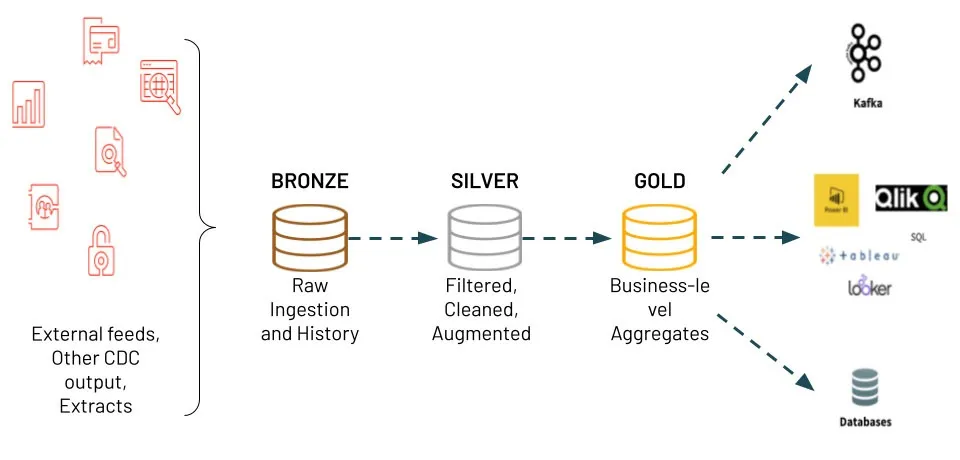 External feeds,
Other CDC
output,
Extracts
BRONZE
Raw
Ingestion
and History
SILVER
Filtered,
Cleaned,
Augmented
GOLD
Business-le
vel
Aggregates
Kafka
Power BI
Qlik
SQL
+ableau
looker
Databases